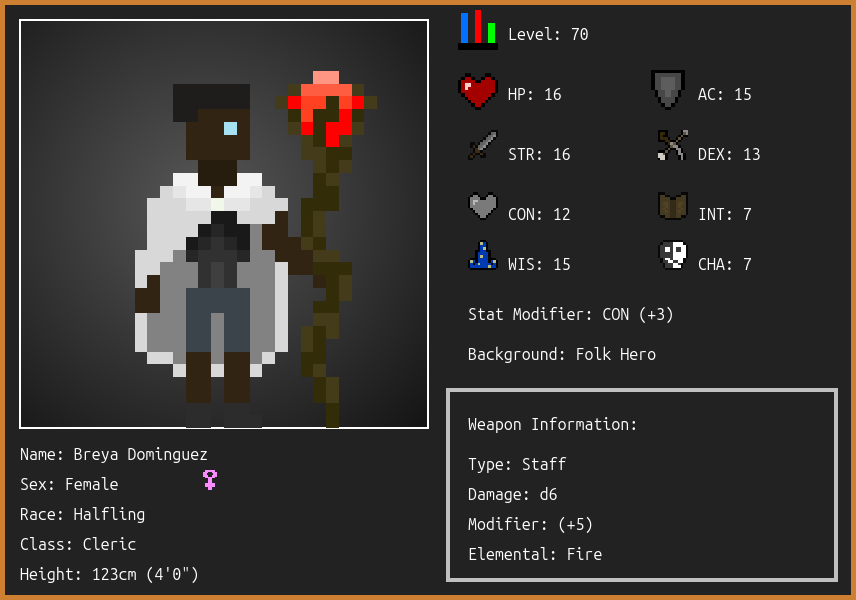 Level: 70
HP: 16
AC: 15
STR: 16
DEX: 13
CON: 12
INT: 7
WIS: 15
CHA: 7
Stat Modifier: CON (+3)
Background: Folk Hero
Weapon Information:
Type: Staff
Damage: d6
Modifier: (+5)
Elemental: Fire
Name: Breya Dominguez
Sex: Female
Race: Halfling
Class: Cleric
Height: 123cm (4'0")